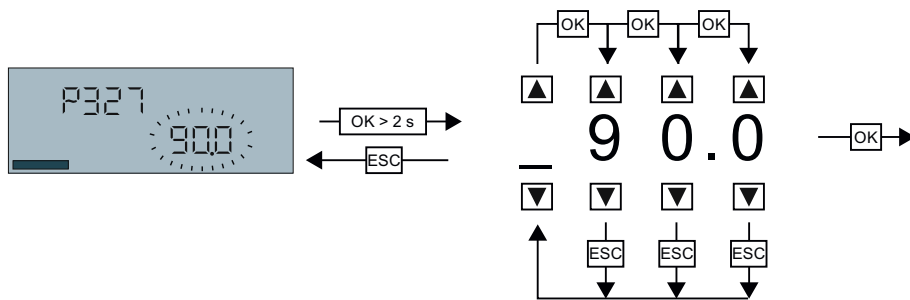 OK OK OK
P327
90.0
OK > 2 s
ESC
_ 9 0 . 0
OK
ESC ESC ESC